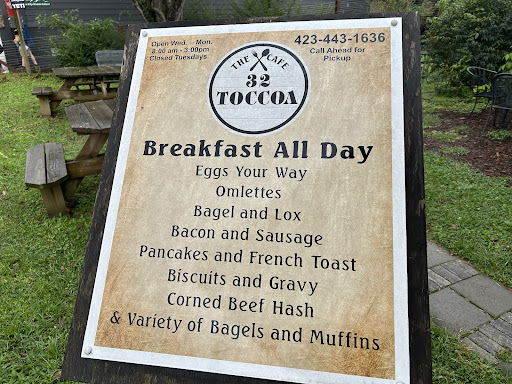 YETI
Open Wed. - Mon.
8:00 am - 3:00pm
Closed Tuesdays
423-443-1636
Call Ahead for
Pickup
THE CAFE
32
TOCCOA
Breakfast All Day
Eggs Your Way
Omlettes
Bagel and Lox
Bacon and Sausage
Pancakes and French Toast
Biscuits and Gravy
Corned Beef Hash
& Variety of Bagels and Muffins